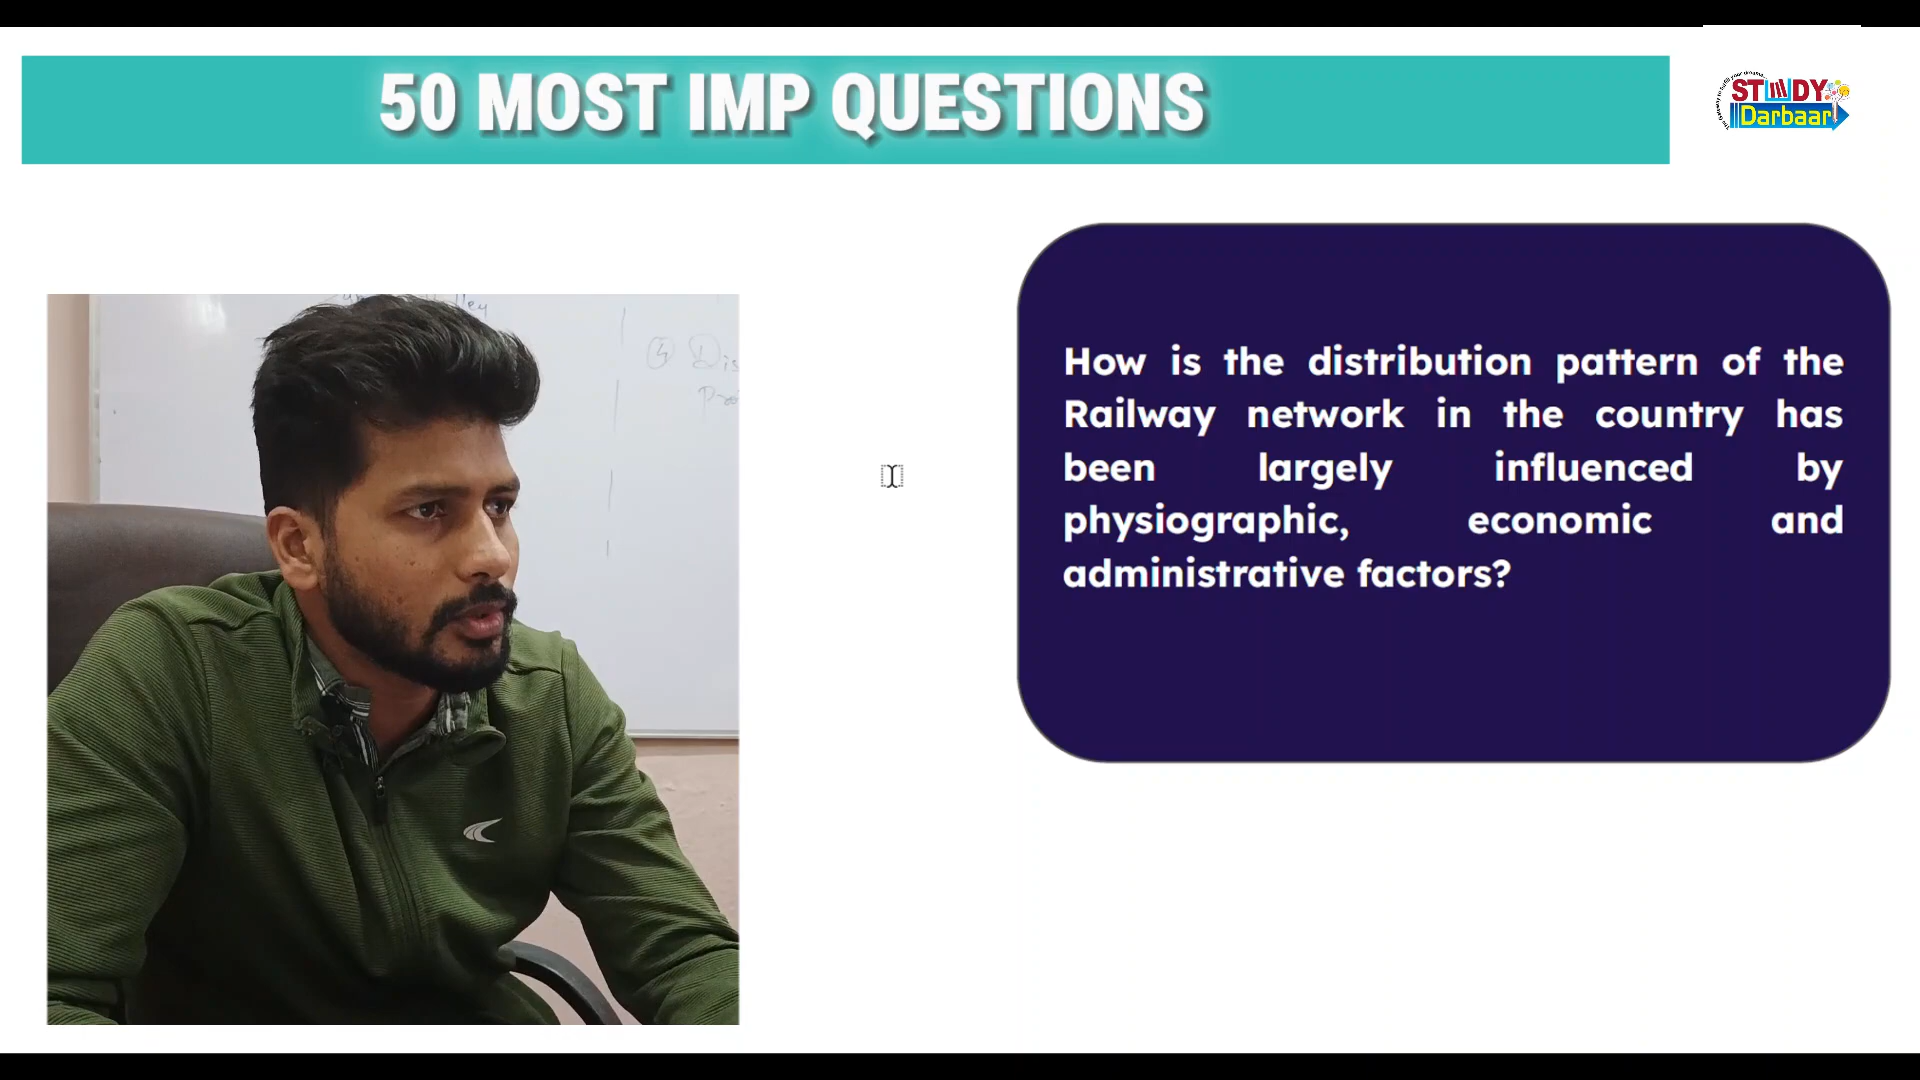 50 MOST IMP QUESTIONS
STUDY
Darbaar
How is the distribution pattern of the
Railway network in the country has
been largely influenced by
physiographic, economic and
administrative factors?